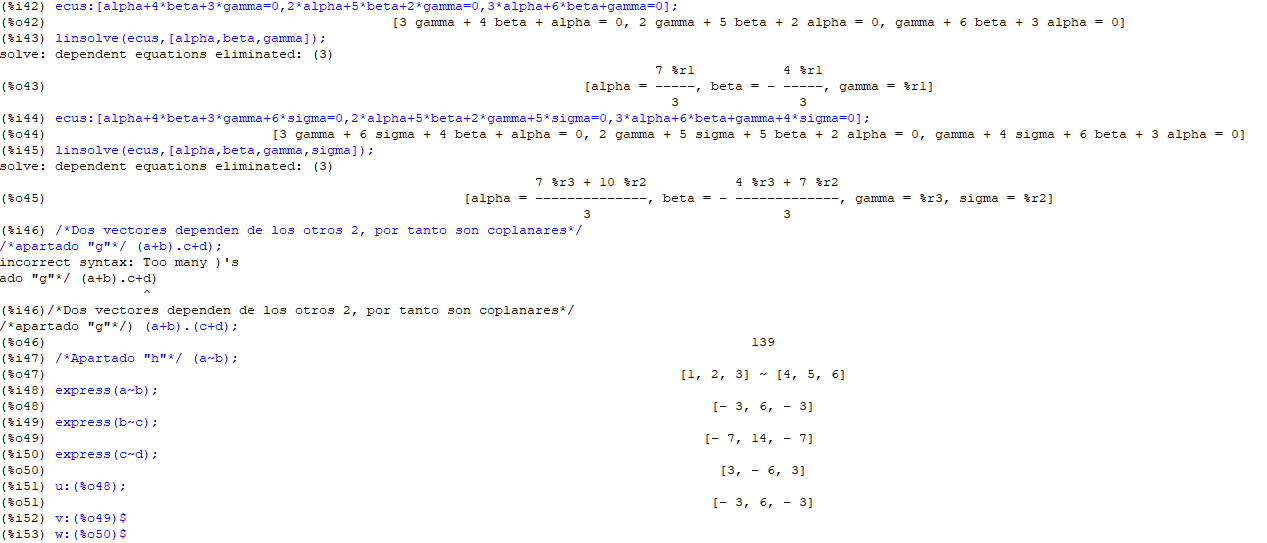 (%i42) ecus:[alpha+4*beta+3*gamma=0,2*alpha+5*beta+2*gamma=0,3*alpha+6*beta+gamma=0];
(%o42) [3 gamma + 4 beta + alpha = 0, 2 gamma + 5 beta + 2 alpha = 0, gamma + 6 beta + 3 alpha = 0]
(%i43) linsolve(ecus,[alpha,beta,gamma]);
solve: dependent equations eliminated: (3)
7 %r1 4 %r1
(%o43) [alpha = -----, beta = - -----, gamma = %r1]
3 3
(%i44) ecus:[alpha+4*beta+3*gamma+6*sigma=0,2*alpha+5*beta+2*gamma+5*sigma=0,3*alpha+6*beta+gamma+4*sigma=0];
(%o44) [3 gamma + 6 sigma + 4 beta + alpha = 0, 2 gamma + 5 sigma + 5 beta + 2 alpha = 0, gamma + 4 sigma + 6 beta + 3 alpha = 0]
(%i45) linsolve(ecus,[alpha,beta,gamma,sigma]);
solve: dependent equations eliminated: (3)
7 %r3 + 10 %r2 4 %r3 + 7 %r2
(%o45) [alpha = --------------, beta = - -------------, gamma = %r3, sigma = %r2]
3 3
(%i46) /*Dos vectores dependen de los otros 2, por tanto son coplanares*/
/*apartado "g"*/ (a+b).c+d);
incorrect syntax: Too many )'s
ado "g"*/ (a+b).c+d)
^
(%i46)/*Dos vectores dependen de los otros 2, por tanto son coplanares*/
/*apartado "g"*/) (a+b).(c+d);
(%o46) 139
(%i47) /*Apartado "h"*/ (a~b);
(%o47) [1, 2, 3] ~ [4, 5, 6]
(%i48) express(a~b);
(%o48) [- 3, 6, - 3]
(%i49) express(b~c);
(%o49) [- 7, 14, - 7]
(%i50) express(c~d);
(%o50) [3, - 6, 3]
(%i51) u:(%o48);
(%o51) [- 3, 6, - 3]
(%i52) v:(%o49)$
(%i53) w:(%o50)$